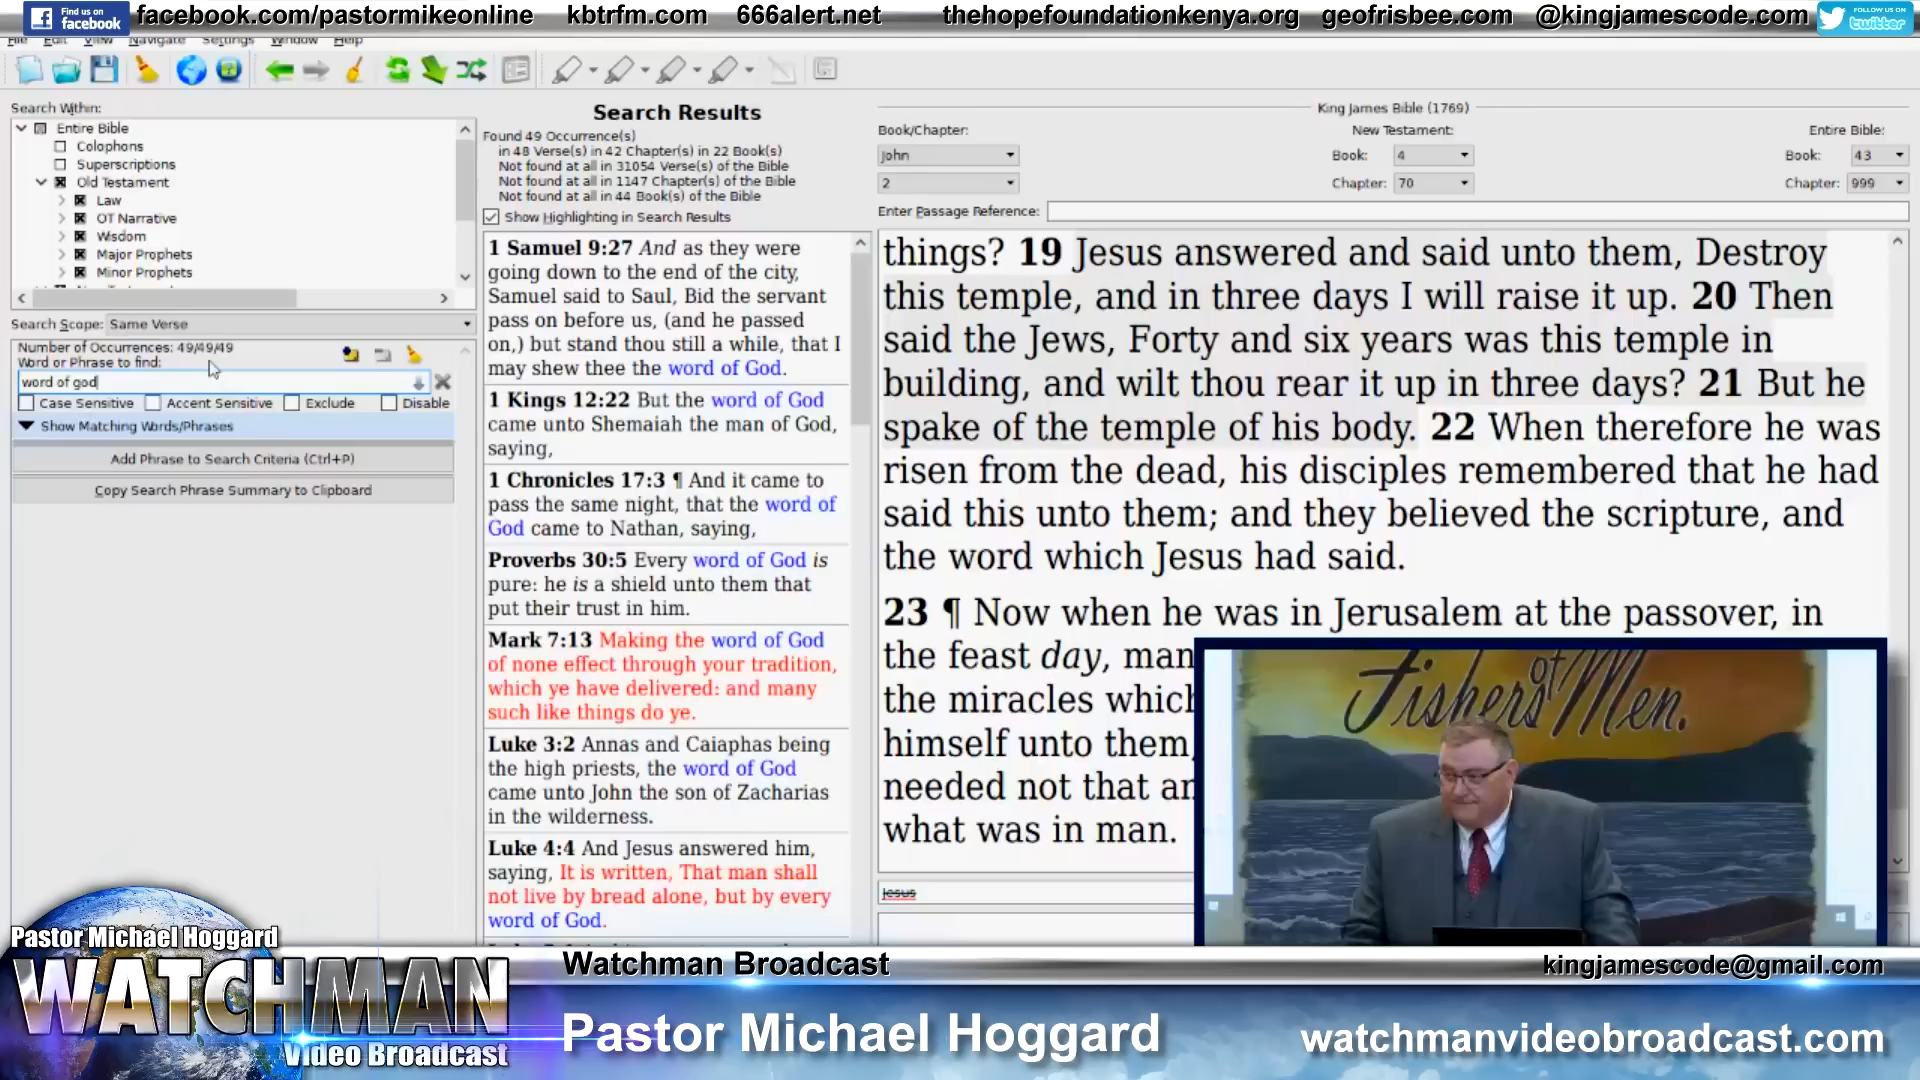 Find us on
facebook
facebook.com/pastormikeonline kbtrfm.com 666alert.net thehopefoundationkenya.org geofrisbee.com @kingjamescode.com
FOLLOW US ON
twitter
File Edit View Navigate Settings Window Help
Search Within:
Entire Bible
Colophons
Superscriptions
Old Testament
Law
OT Narrative
Wisdom
Major Prophets
Minor Prophets
Search Scope: Same Verse
Number of Occurrences: 49/49/49
Word or Phrase to find:
word of god
Case Sensitive Accent Sensitive Exclude Disable
Show Matching Words/Phrases
Add Phrase to Search Criteria (Ctrl+P)
Copy Search Phrase Summary to Clipboard
Search Results
Found 49 Occurrence(s)
in 48 Verse(s) in 42 Chapter(s) in 22 Book(s)
Not found at all in 31054 Verse(s) of the Bible
Not found at all in 1147 Chapter(s) of the Bible
Not found at all in 44 Book(s) of the Bible
Show Highlighting in Search Results
1 Samuel 9:27 And as they were
going down to the end of the city,
Samuel said to Saul, Bid the servant
pass on before us, (and he passed
on,) but stand thou still a while, that I
may shew thee the word of God.
1 Kings 12:22 But the word of God
came unto Shemaiah the man of God,
saying,
1 Chronicles 17:3 ¶ And it came to
pass the same night, that the word of
God came to Nathan, saying,
Proverbs 30:5 Every word of God is
pure: he is a shield unto them that
put their trust in him.
Mark 7:13 Making the word of God
of none effect through your tradition,
which ye have delivered: and many
such like things do ye.
Luke 3:2 Annas and Caiaphas being
the high priests, the word of God
came unto John the son of Zacharias
in the wilderness.
Luke 4:4 And Jesus answered him,
saying, It is written, That man shall
not live by bread alone, but by every
word of God.
King James Bible (1769)
Book/Chapter: New Testament: Entire Bible:
John Book: 4 Book: 43
2 Chapter: 70 Chapter: 999
Enter Passage Reference:
things? 19 Jesus answered and said unto them, Destroy
this temple, and in three days I will raise it up. 20 Then
said the Jews, Forty and six years was this temple in
building, and wilt thou rear it up in three days? 21 But he
spake of the temple of his body. 22 When therefore he was
risen from the dead, his disciples remembered that he had
said this unto them; and they believed the scripture, and
the word which Jesus had said.
23 ¶ Now when he was in Jerusalem at the passover, in
the feast day, man
the miracles which
himself unto them,
needed not that an
what was in man.
Jesus
Fishers of Men.
Pastor Michael Hoggard
WATCHMAN
Video Broadcast
Watchman Broadcast kingjamescode@gmail.com
Pastor Michael Hoggard watchmanvideobroadcast.com